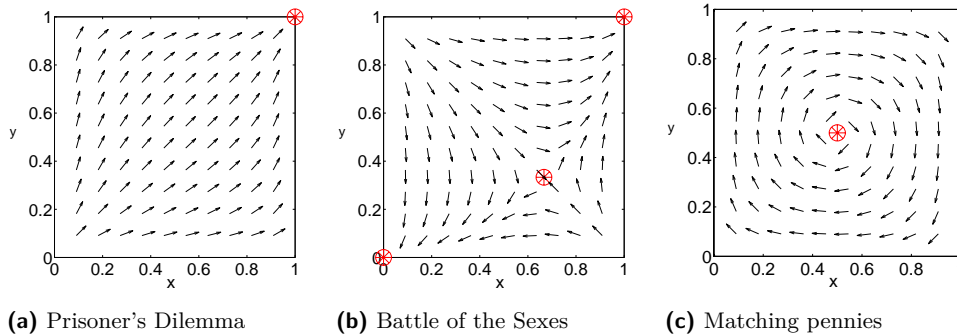 1
0.8
0.6
y
0.4
0.2
0
0 0.2 0.4 0.6 0.8 1
x
(a) Prisoner's Dilemma
1
0.8
0.6
y
0.4
0.2
0
0 0.2 0.4 0.6 0.8 1
x
(b) Battle of the Sexes
1
0.8
0.6
y
0.4
0.2
0
0 0.2 0.4 0.6 0.8
x
(c) Matching pennies